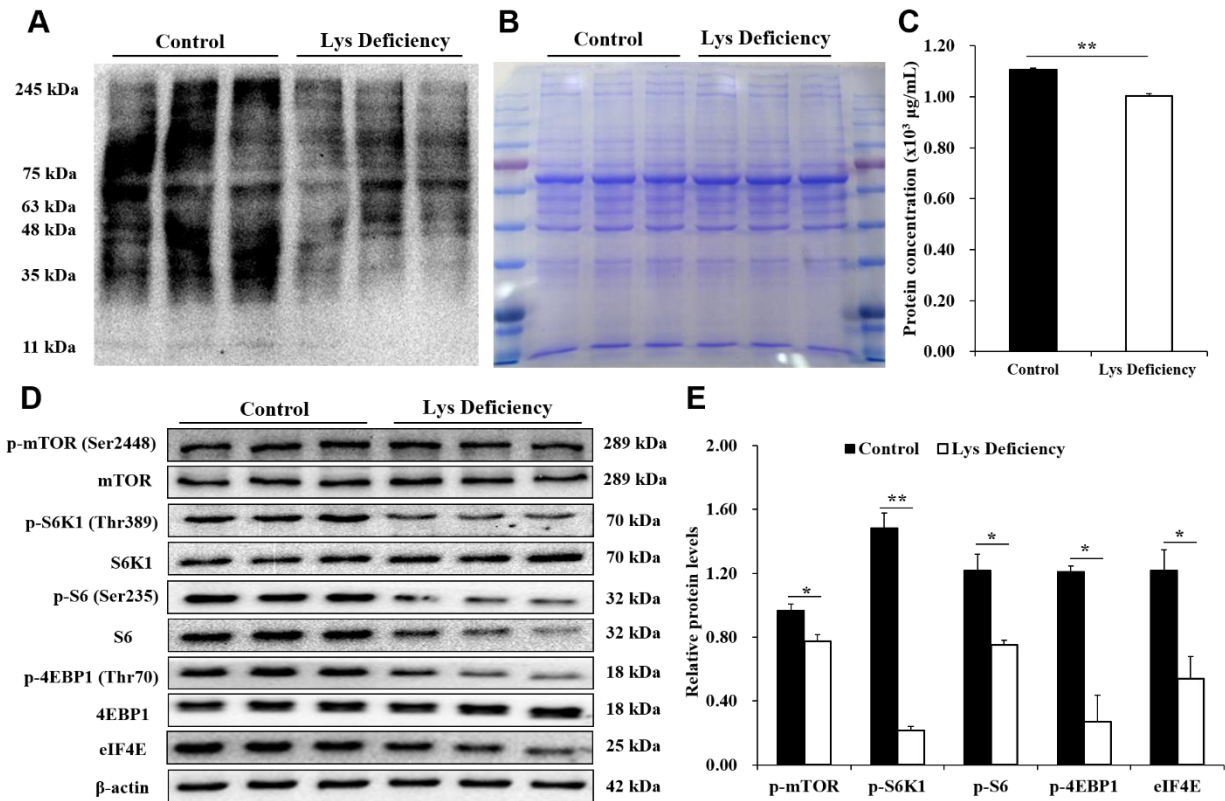 A
Control
Lys Deficiency
245 kDa
75 kDa
63 kDa
48 kDa
35 kDa
11 kDa
B
Control
Lys Deficiency
C
Protein concentration (x10³ µg/mL)
1.20
1.00
0.80
0.60
0.40
0.20
0.00
**
Control
Lys Deficiency
D
Control
Lys Deficiency
p-mTOR (Ser2448) 289 kDa
mTOR 289 kDa
p-S6K1 (Thr389) 70 kDa
S6K1 70 kDa
p-S6 (Ser235) 32 kDa
S6 32 kDa
p-4EBP1 (Thr70) 18 kDa
4EBP1 18 kDa
eIF4E 25 kDa
β-actin 42 kDa
E
Relative protein levels
2.00
1.60
1.20
0.80
0.40
0.00
Control Lys Deficiency
*
**
*
*
*
p-mTOR p-S6K1 p-S6 p-4EBP1 eIF4E